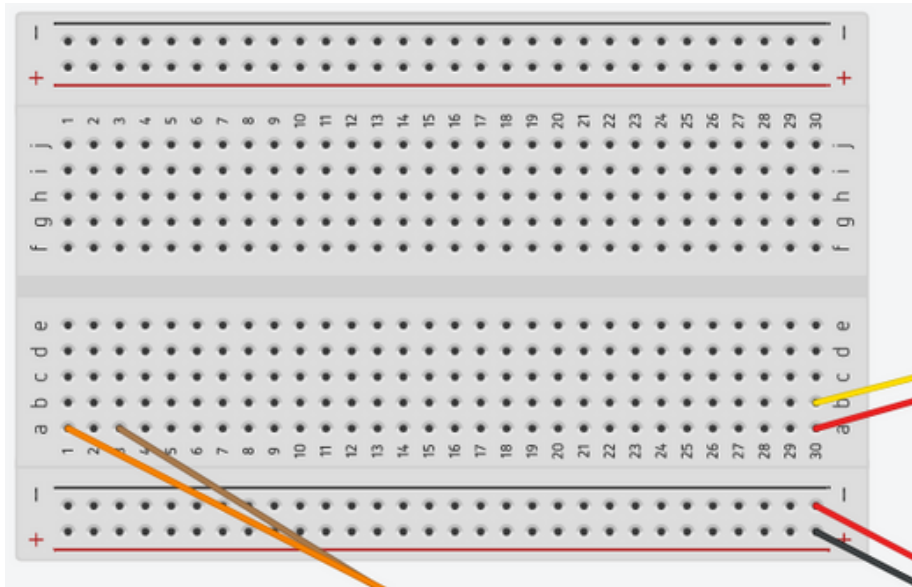 − −
+ +
1 2 3 4 5 6 7 8 9 10 11 12 13 14 15 16 17 18 19 20 21 22 23 24 25 26 27 28 29 30
j j
i i
h h
g g
f f
e e
d d
c c
b b
a a
1 2 3 4 5 6 7 8 9 10 11 12 13 14 15 16 17 18 19 20 21 22 23 24 25 26 27 28 29 30
− −
+ +